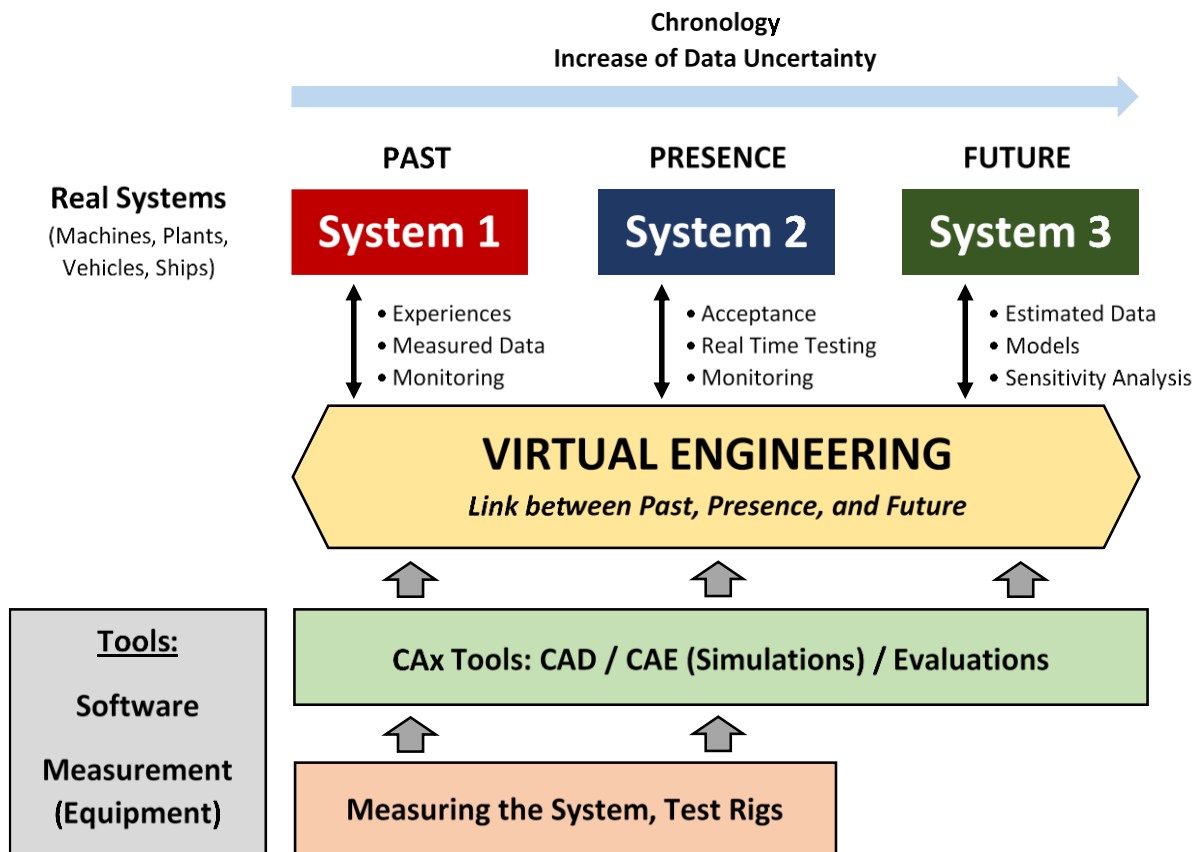 Chronology
Increase of Data Uncertainty
PAST
PRESENCE
FUTURE
Real Systems
(Machines, Plants,
Vehicles, Ships)
System 1
System 2
System 3
• Experiences
• Measured Data
• Monitoring
• Acceptance
• Real Time Testing
• Monitoring
• Estimated Data
• Models
• Sensitivity Analysis
VIRTUAL ENGINEERING
Link between Past, Presence, and Future
Tools:
Software
Measurement
(Equipment)
CAx Tools: CAD / CAE (Simulations) / Evaluations
Measuring the System, Test Rigs